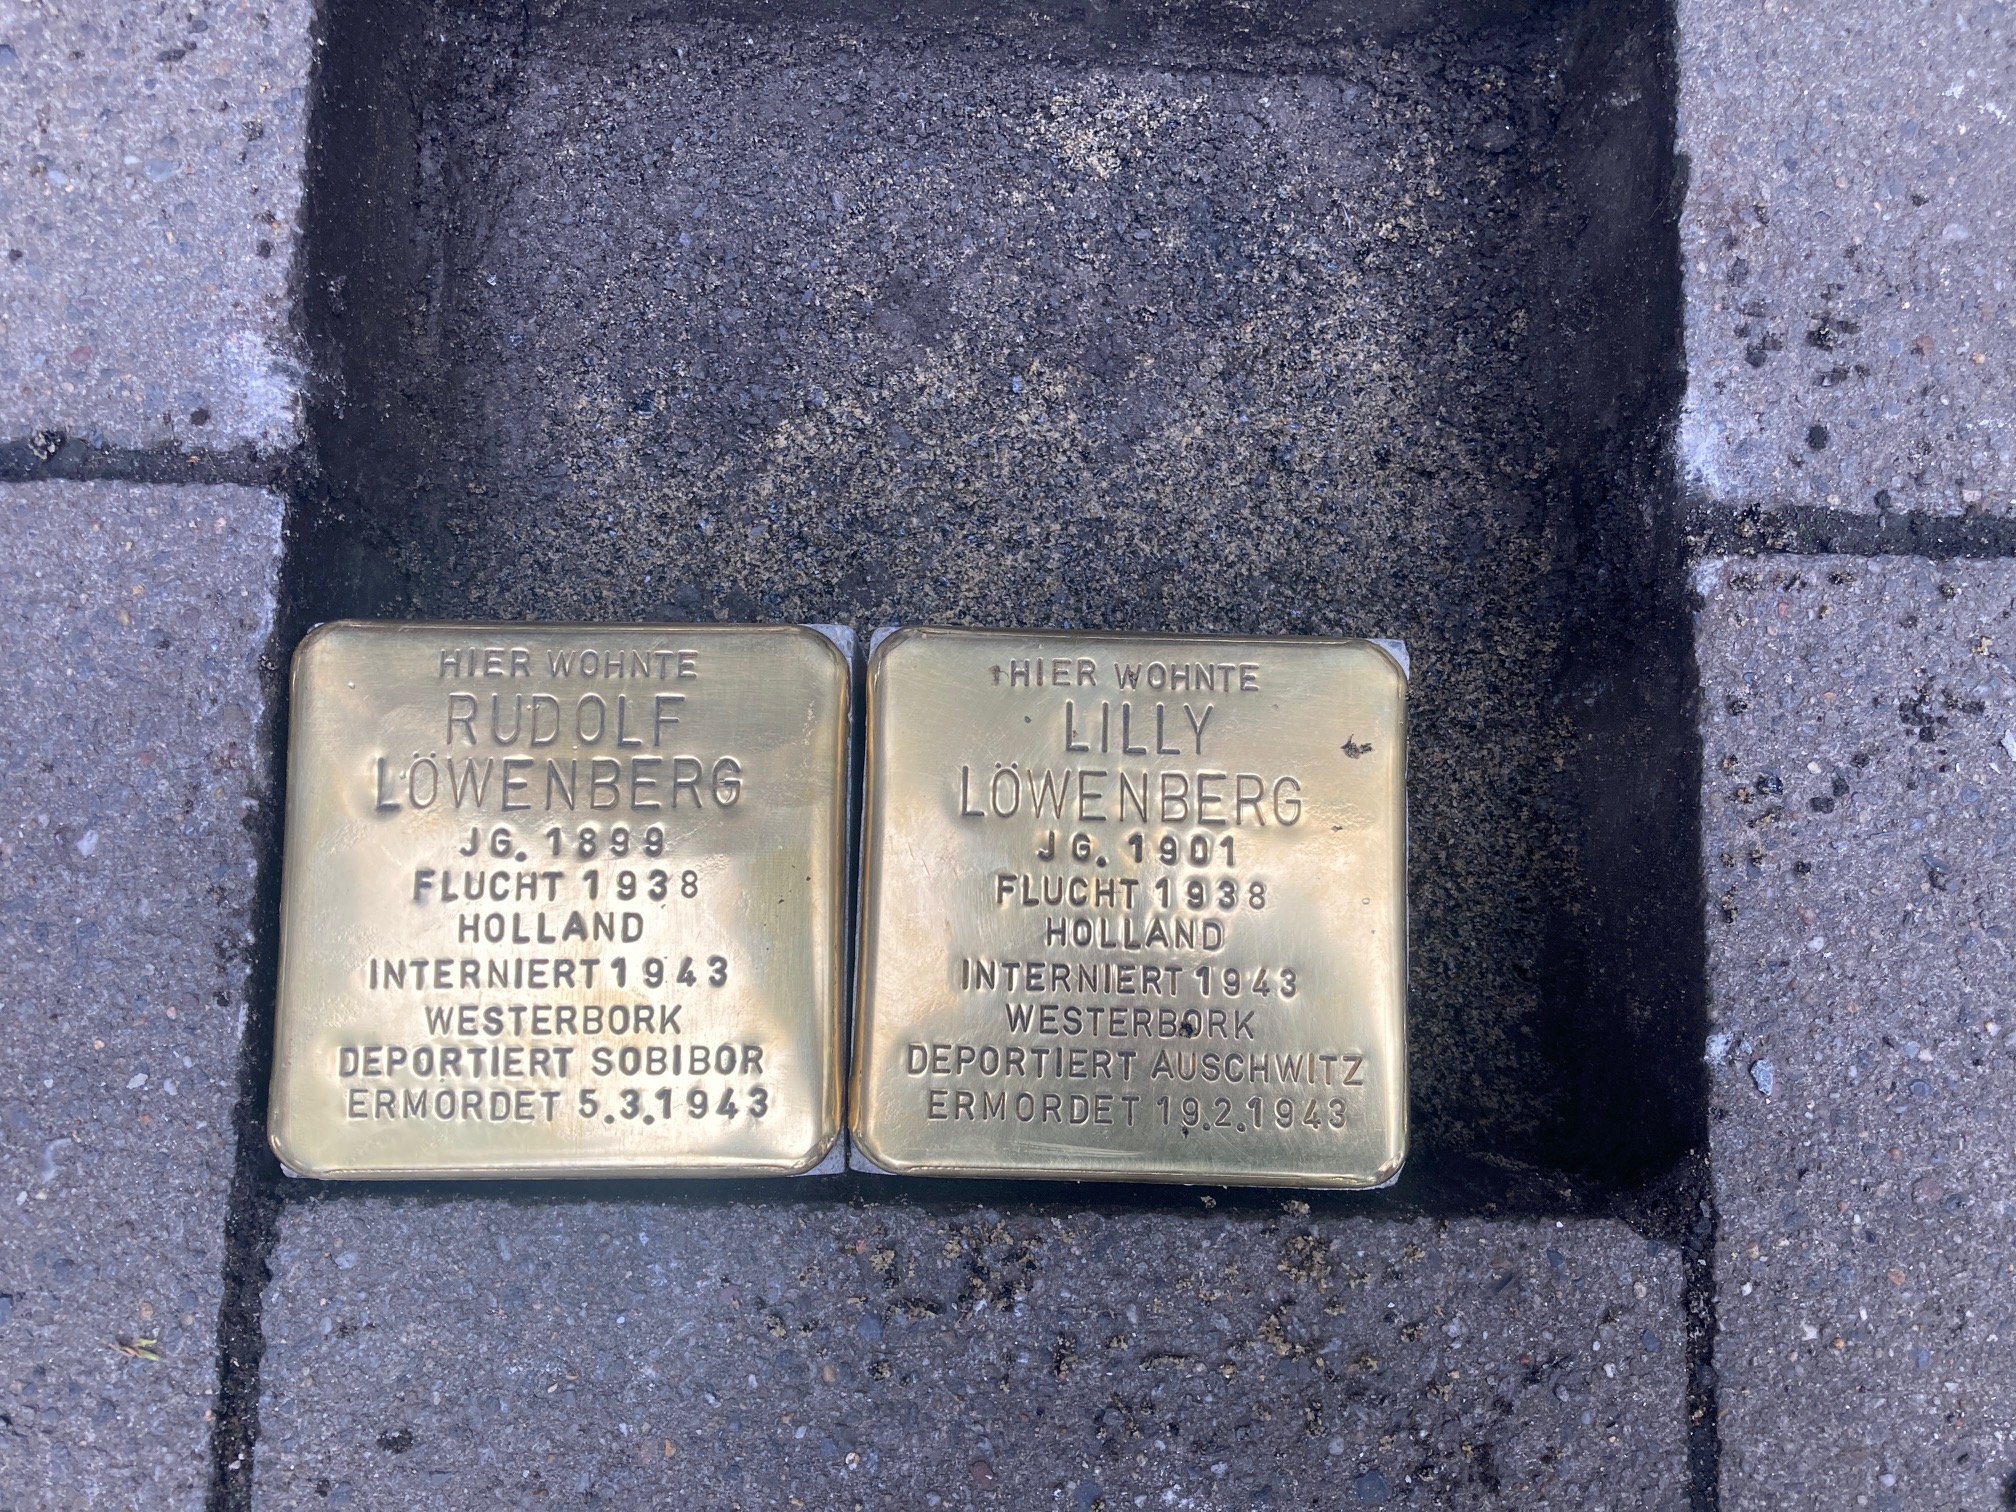 HIER WOHNTE
RUDOLF
LÖWENBERG
JG. 1899
FLUCHT 1938
HOLLAND
INTERNIERT 1943
WESTERBORK
DEPORTIERT SOBIBOR
ERMORDET 5.3.1943
HIER WOHNTE
LILLY
LÖWENBERG
JG. 1901
FLUCHT 1938
HOLLAND
INTERNIERT 1943
WESTERBORK
DEPORTIERT AUSCHWITZ
ERMORDET 19.2.1943